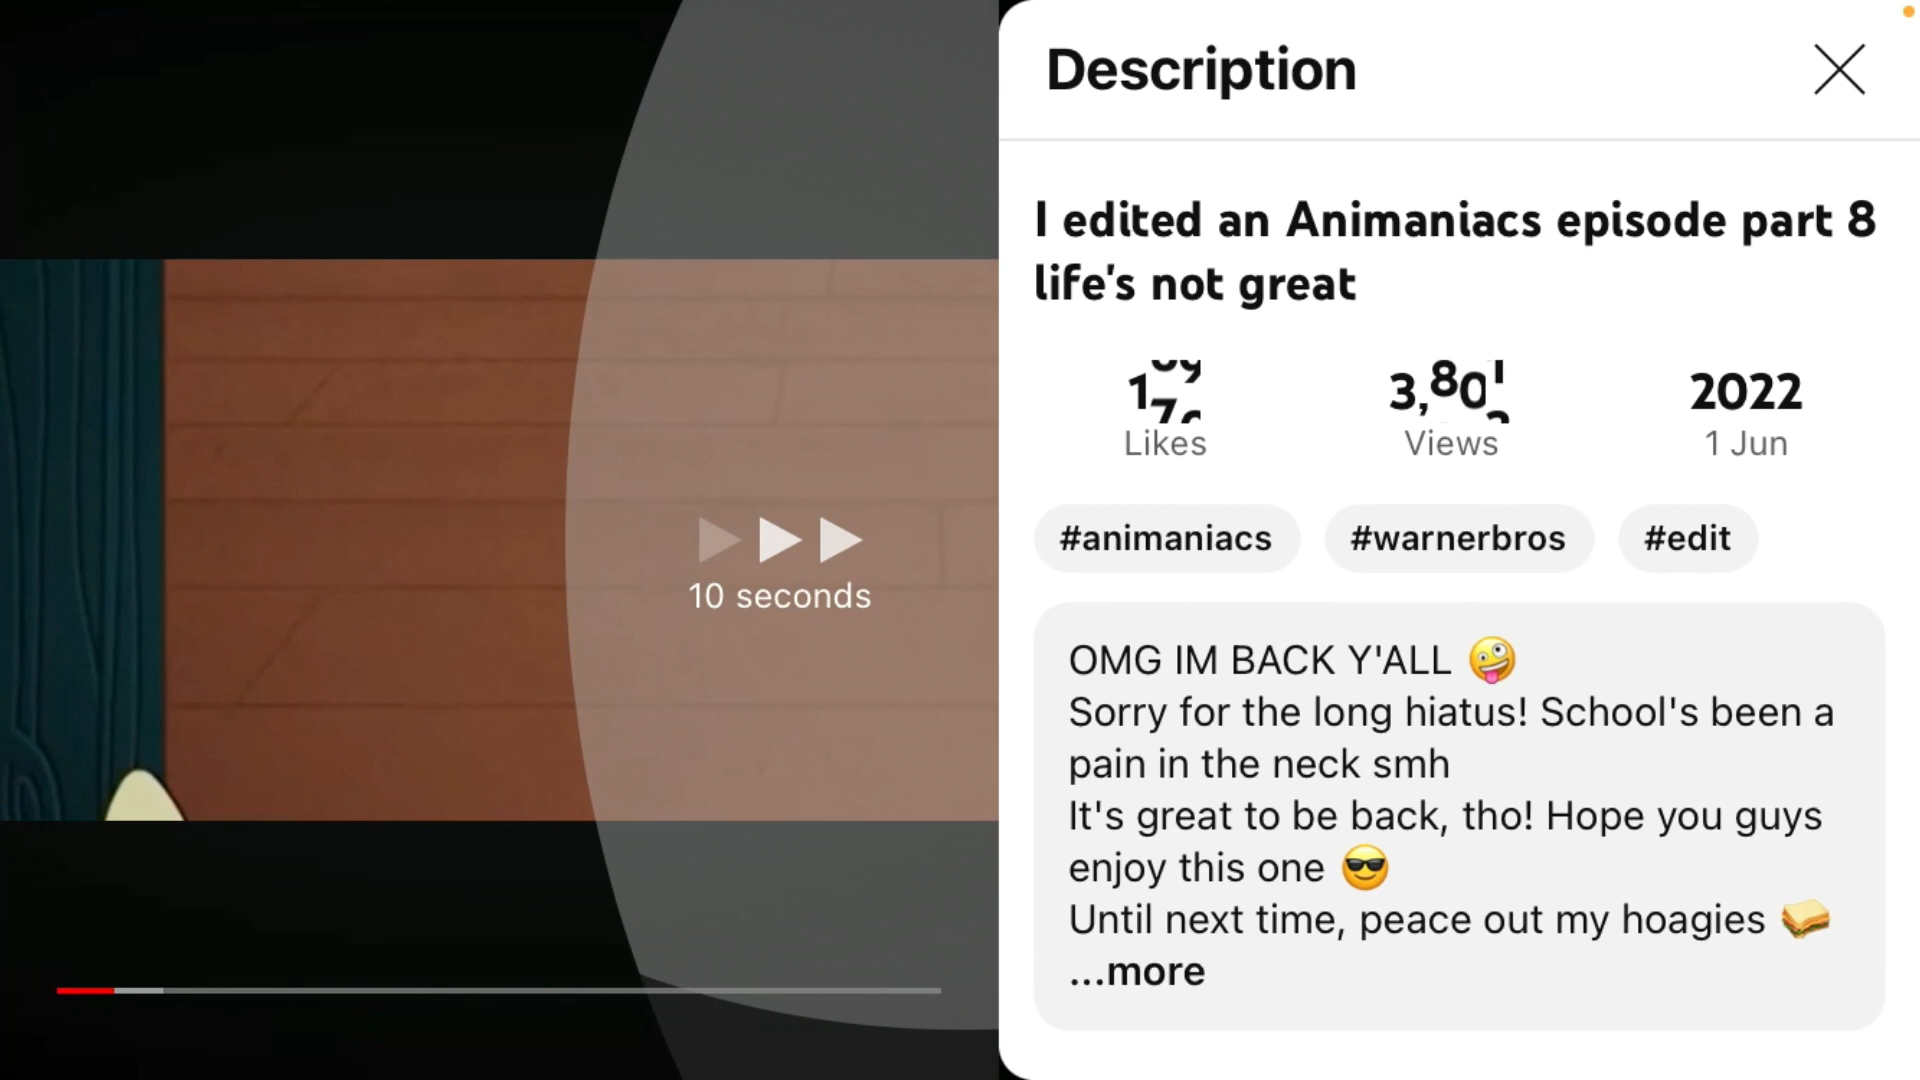 Description
I edited an Animaniacs episode part 8
life's not great
2022
Likes
Views
1 Jun
#animaniacs
#warnerbros
#edit
10 seconds
OMG IM BACK Y'ALL 🤪
Sorry for the long hiatus! School's been a
pain in the neck smh
It's great to be back, tho! Hope you guys
enjoy this one 😎
Until next time, peace out my hoagies 🥪
...more